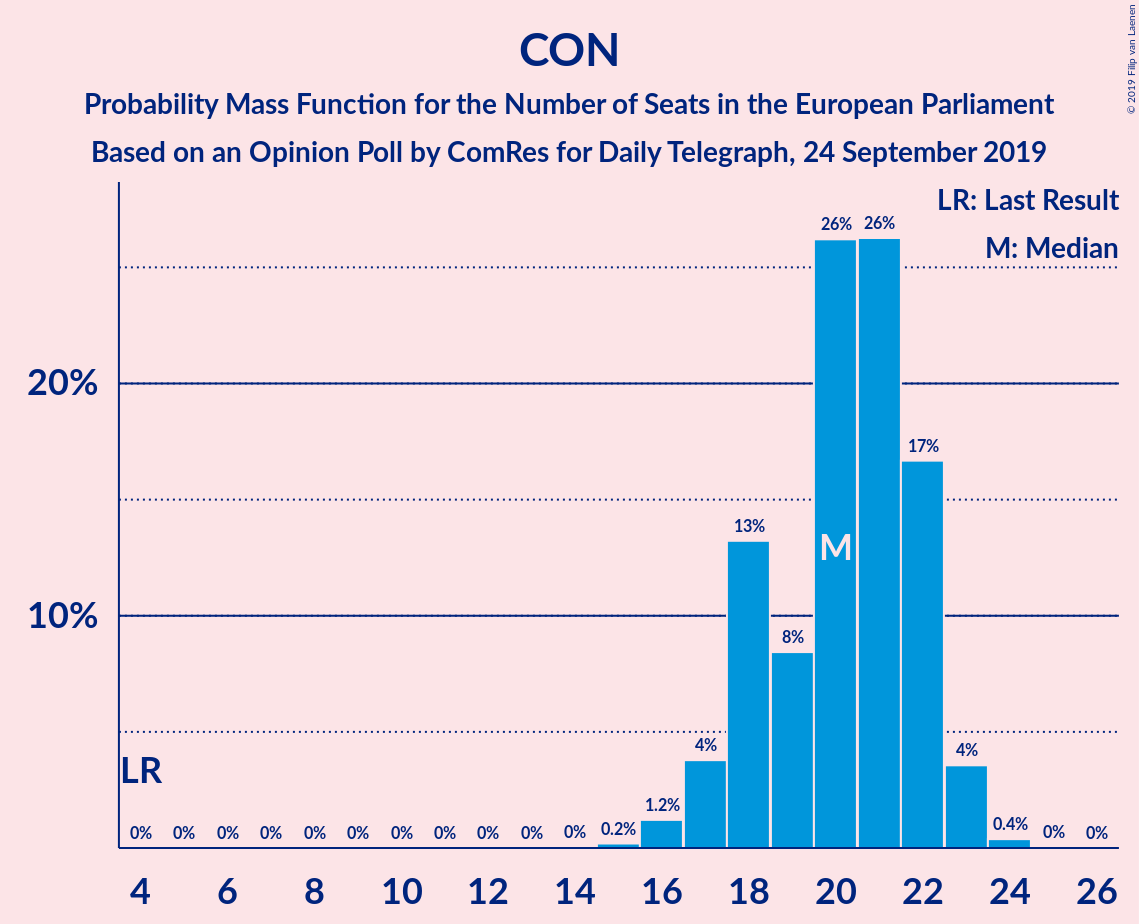 © 2019 Filip van Laenen
CON
Probability Mass Function for the Number of Seats in the European Parliament
Based on an Opinion Poll by ComRes for Daily Telegraph, 24 September 2019
LR: Last Result
M: Median
26% 26%
20%
17%
13%
M
10%
8%
4% 4%
LR
1.2%
0% 0% 0% 0% 0% 0% 0% 0% 0% 0% 0% 0.2% 0.4% 0% 0%
4 6 8 10 12 14 16 18 20 22 24 26